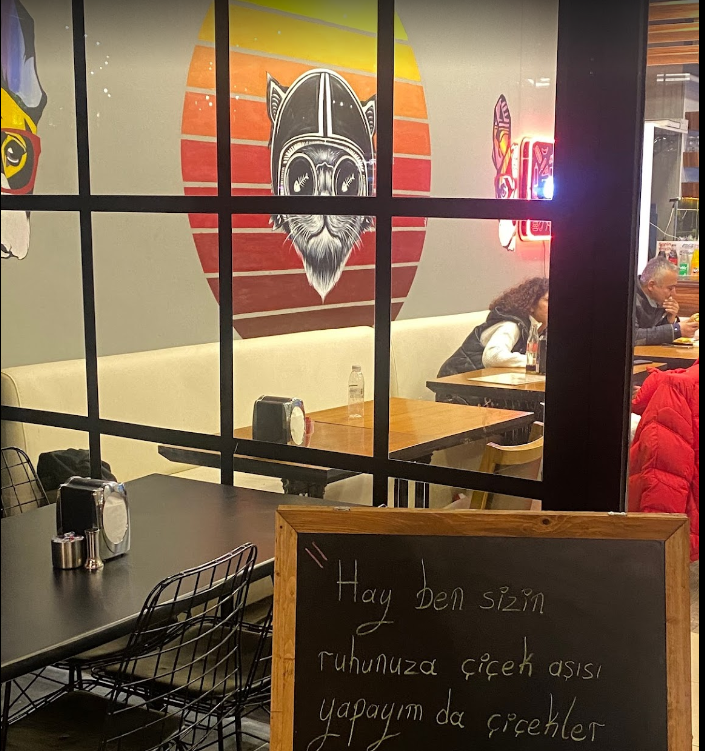 " Hay ben sizin
ruhunuza çiçek aşısı
yapayım da çiçekler